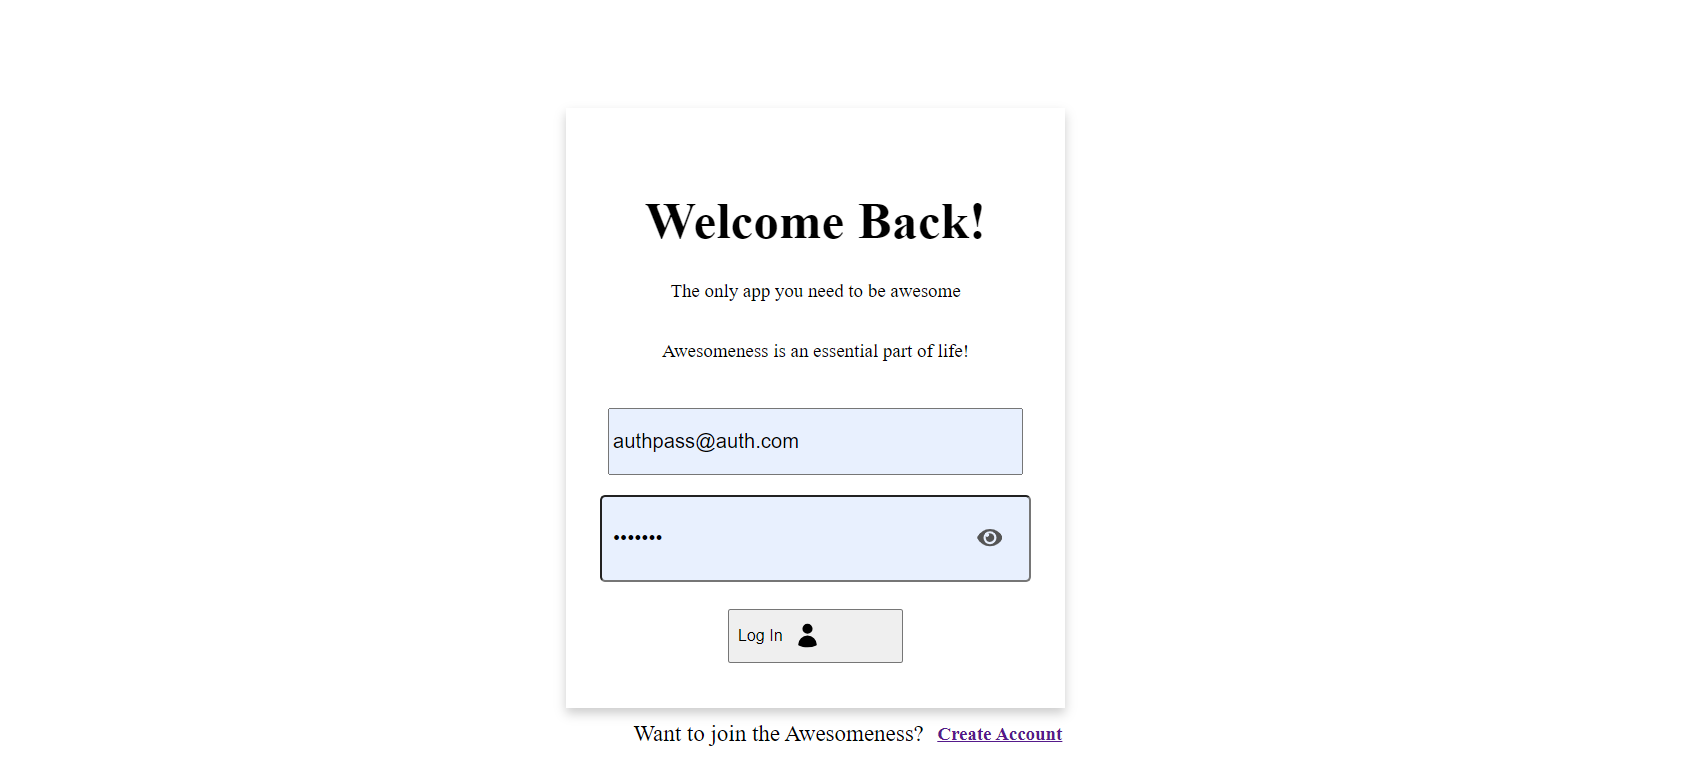 Welcome Back!
The only app you need to be awesome
Awesomeness is an essential part of life!
authpass@auth.com
•••••••
Log In
Want to join the Awesomeness? Create Account